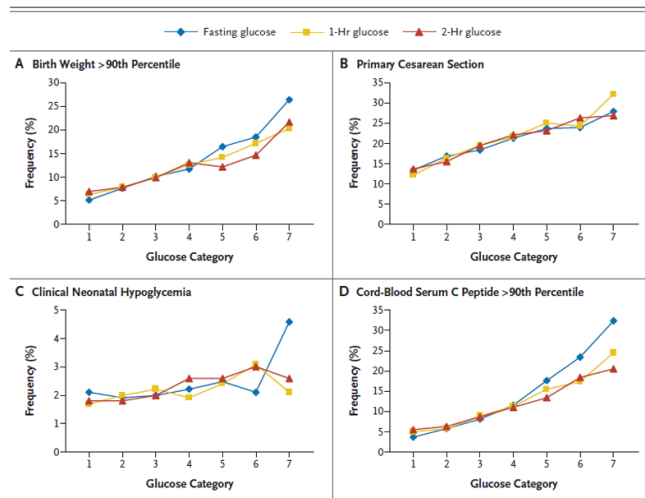 Fasting glucose 1-Hr glucose 2-Hr glucose
A Birth Weight >90th Percentile
30
25
20
15
10
5
0
Frequency (%)
1 2 3 4 5 6 7
Glucose Category
B Primary Cesarean Section
35
30
25
20
15
10
5
0
Frequency (%)
1 2 3 4 5 6 7
Glucose Category
C Clinical Neonatal Hypoglycemia
5
4
3
2
1
0
Frequency (%)
1 2 3 4 5 6 7
Glucose Category
D Cord-Blood Serum C Peptide >90th Percentile
35
30
25
20
15
10
5
0
Frequency (%)
1 2 3 4 5 6 7
Glucose Category